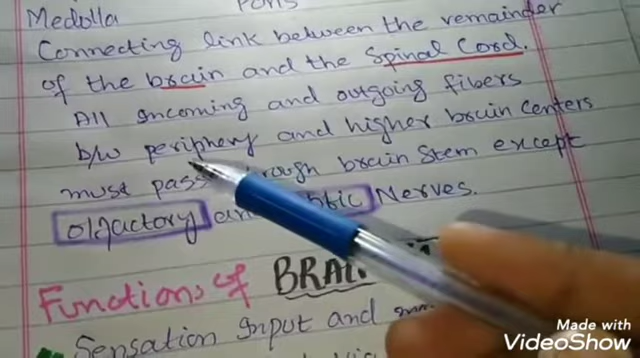 PONS
Medulla
Connecting link between the remainder
of the brain and the Spinal Cord.
All incoming and outgoing fibers
b/w periphery and higher brain centers
must pass through brain stem except
Olfactory and Optic Nerves.
Functions of BRAIN
Sensation Input and
Made with
VideoShow